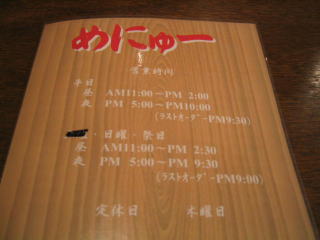 めにゅー
営業時間
平日
昼 AM11:00～PM 2:00
夜 PM 5:00～PM10:00
(ラストオーダーPM9:30)
・日曜・祭日
昼 AM11:00～PM 2:30
夜 PM 5:00～PM 9:30
(ラストオーダーPM9:00)
定休日 木曜日